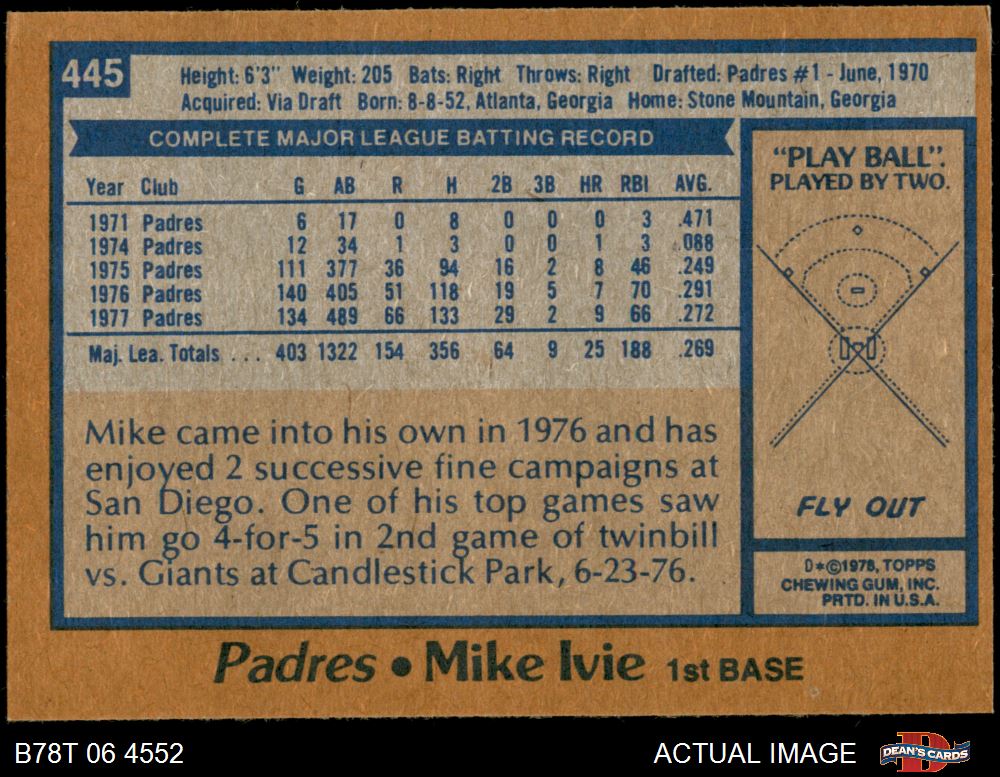 445
Height: 6'3" Weight: 205 Bats: Right Throws: Right Drafted: Padres #1 - June, 1970
Acquired: Via Draft Born: 8-8-52, Atlanta, Georgia Home: Stone Mountain, Georgia
COMPLETE MAJOR LEAGUE BATTING RECORD
Year Club G AB R H 2B 3B HR RBI AVG.
1971 Padres 6 17 0 8 0 0 0 3 .471
1974 Padres 12 34 1 3 0 0 1 3 .088
1975 Padres 111 377 36 94 16 2 8 46 .249
1976 Padres 140 405 51 118 19 5 7 70 .291
1977 Padres 134 489 66 133 29 2 9 66 .272
Maj. Lea. Totals . . . 403 1322 154 356 64 9 25 188 .269
Mike came into his own in 1976 and has
enjoyed 2 successive fine campaigns at
San Diego. One of his top games saw
him go 4-for-5 in 2nd game of twinbill
vs. Giants at Candlestick Park, 6-23-76.
"PLAY BALL".
PLAYED BY TWO.
FLY OUT
D*©1978, TOPPS
CHEWING GUM, INC.
PRTD. IN U.S.A.
Padres • Mike Ivie 1st BASE
B78T 06 4552
ACTUAL IMAGE
DEAN'S CARDS